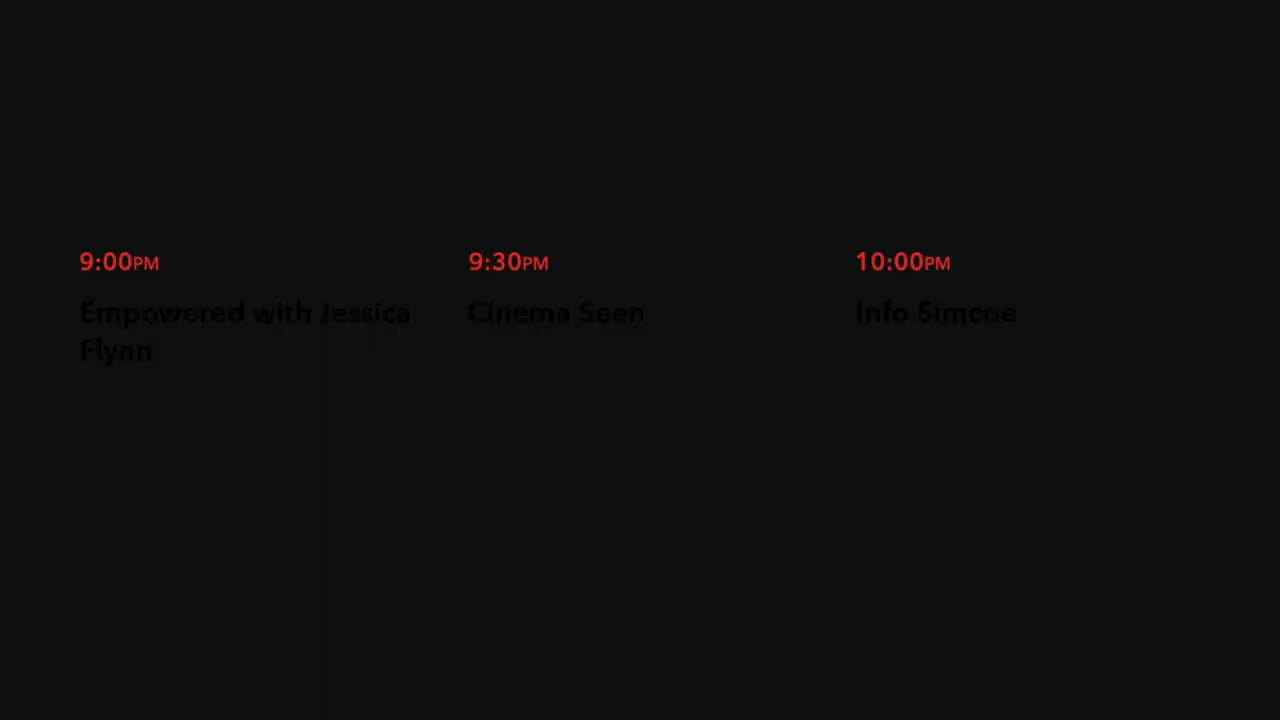 9:00PM
Empowered with Jessica
Flynn
9:30PM
Cinema Seen
10:00PM
Info Simcoe